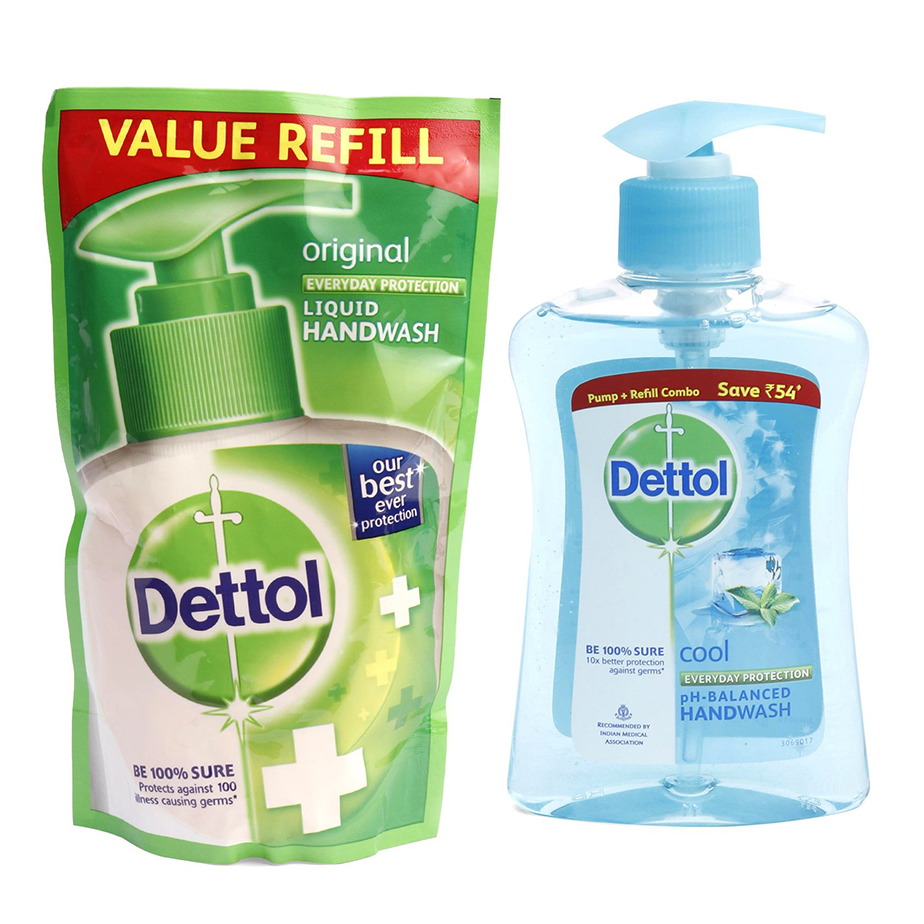 VALUE REFILL
original
EVERYDAY PROTECTION
LIQUID
HANDWASH
our
best*
ever
protection
Dettol
BE 100% SURE
Protects against 100
illness causing germs*
Pump + Refill Combo Save ₹54*
Dettol
BE 100% SURE
10x better protection
against germs*
RECOMMENDED BY
INDIAN MEDICAL
ASSOCIATION
cool
EVERYDAY PROTECTION
pH-BALANCED
HANDWASH
3065017